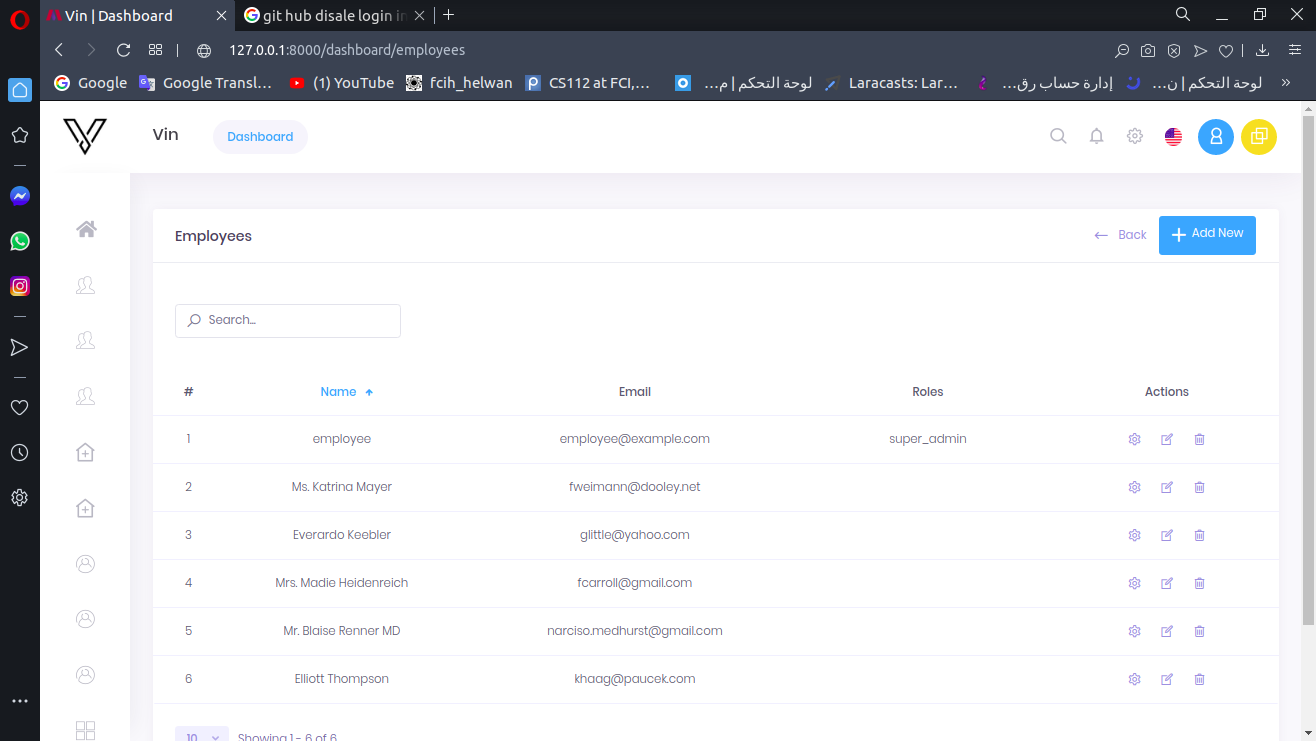 Vin | Dashboard
git hub disale login in
127.0.0.1:8000/dashboard/employees
Google
Google Transl...
(1) YouTube
fcih_helwan
CS112 at FCI,...
لوحة التحكم | م...
Laracasts: Lar...
إدارة حساب رق...
لوحة التحكم | ن...
»
Vin
Dashboard
Employees
Back
Add New
Search...
# Name Email Roles Actions
1 employee employee@example.com super_admin
2 Ms. Katrina Mayer fweimann@dooley.net
3 Everardo Keebler glittle@yahoo.com
4 Mrs. Madie Heidenreich fcarroll@gmail.com
5 Mr. Blaise Renner MD narciso.medhurst@gmail.com
6 Elliott Thompson khaag@paucek.com
10 Showing 1 - 6 of 6